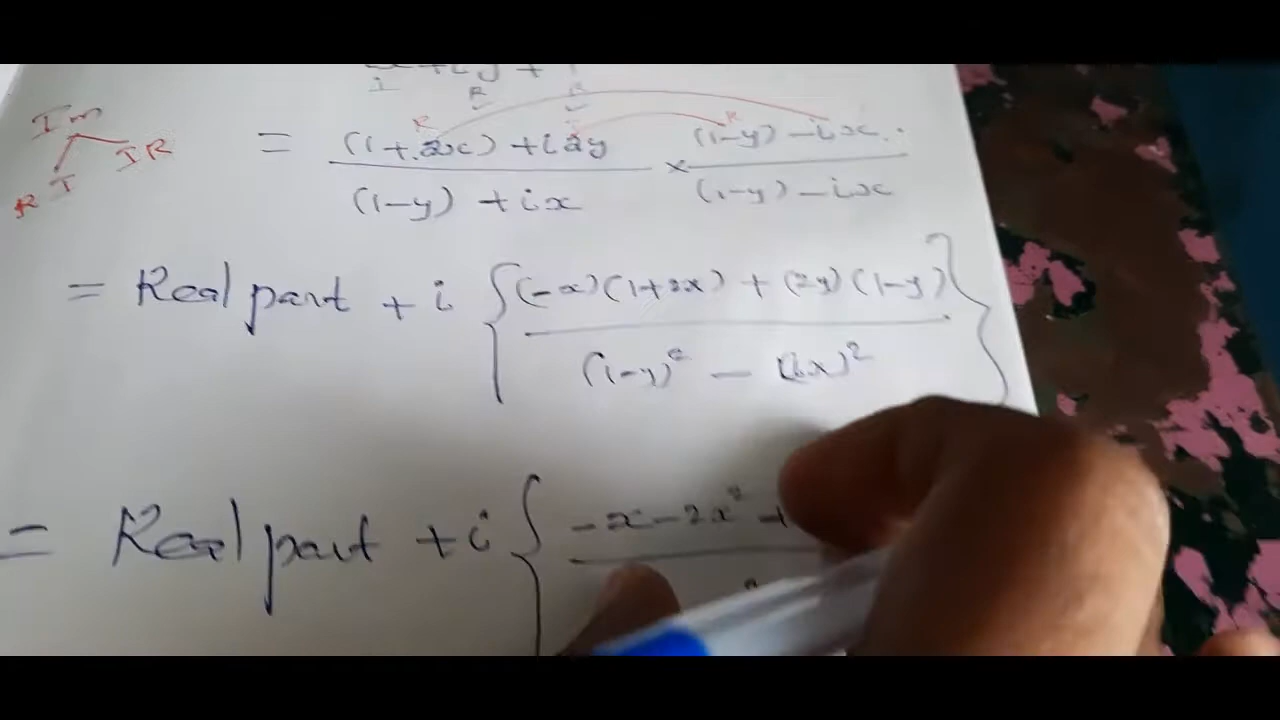 Im
R I
I R
R
R
R
R
= (1+2x) + i2y / (1-y) + ix × (1-y) - ix / (1-y) - ix
= Real part + i { (-x)(1+2x) + (2y)(1-y) / (1-y)² - (ix)² }
= Real part + i { -x-2x²+